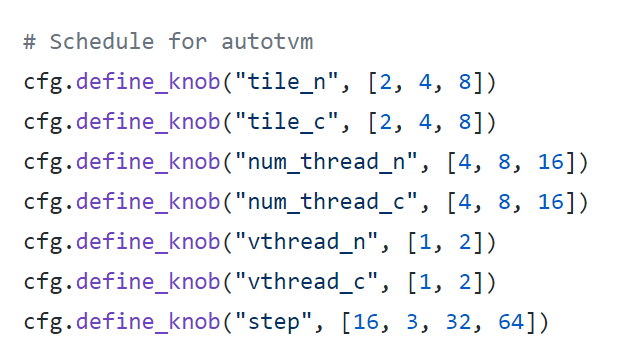 # Schedule for autotvm
cfg.define_knob("tile_n", [2, 4, 8])
cfg.define_knob("tile_c", [2, 4, 8])
cfg.define_knob("num_thread_n", [4, 8, 16])
cfg.define_knob("num_thread_c", [4, 8, 16])
cfg.define_knob("vthread_n", [1, 2])
cfg.define_knob("vthread_c", [1, 2])
cfg.define_knob("step", [16, 3, 32, 64])